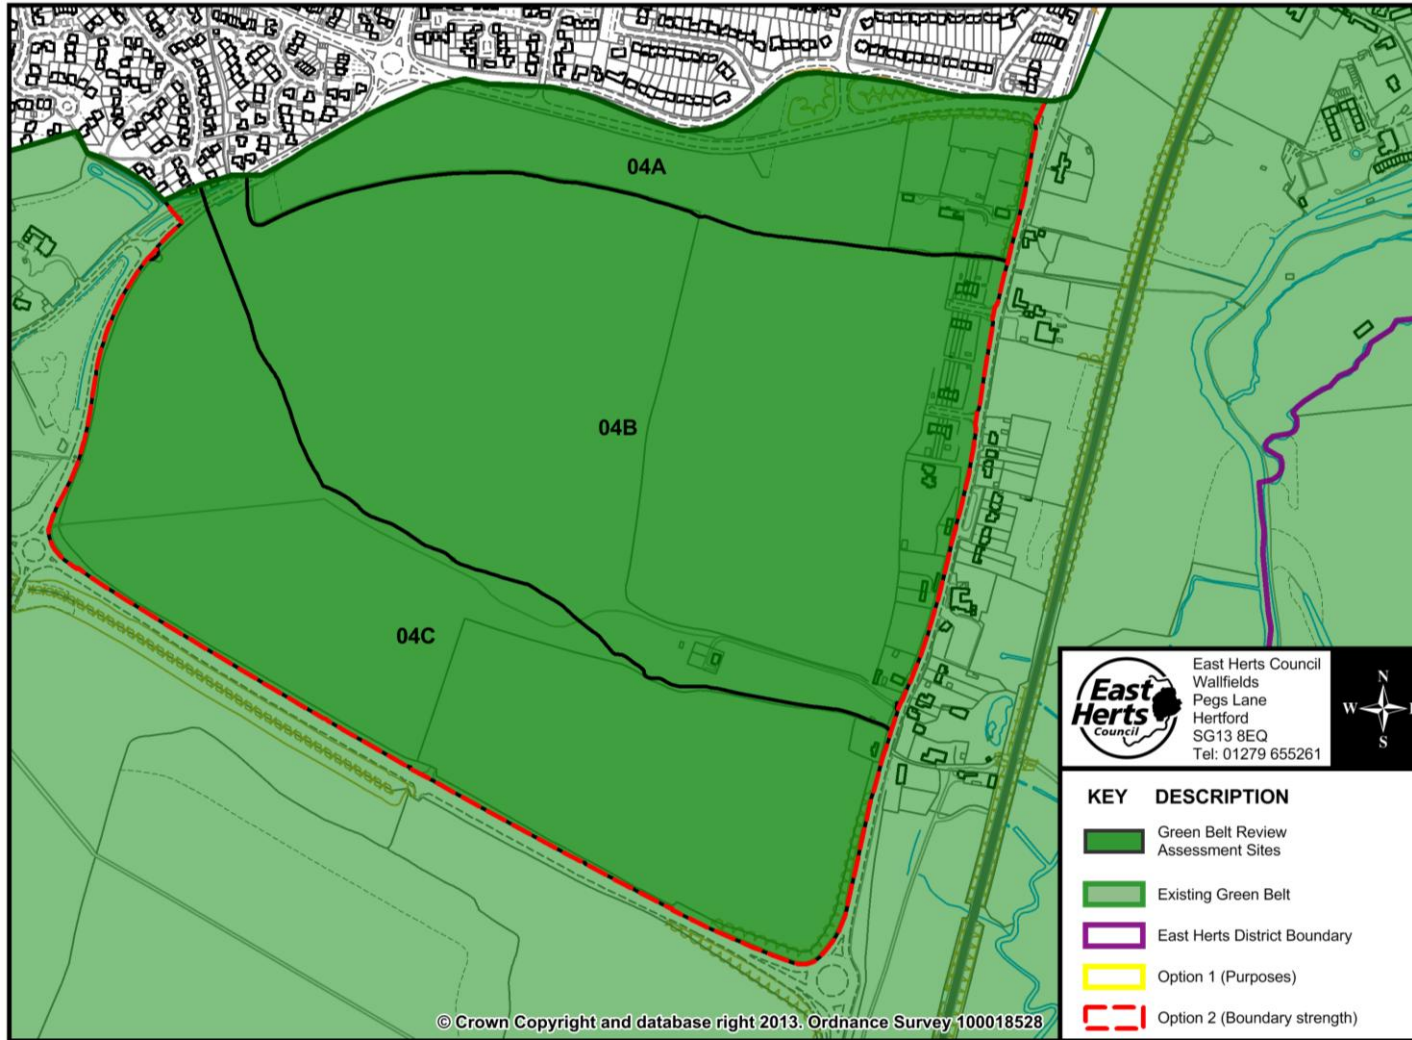 04A
04B
04C
East
Herts
Council
East Herts Council
Wallfields
Pegs Lane
Hertford
SG13 8EQ
Tel: 01279 655261
N
W
S
KEY DESCRIPTION
Green Belt Review
Assessment Sites
Existing Green Belt
East Herts District Boundary
Option 1 (Purposes)
Option 2 (Boundary strength)
© Crown Copyright and database right 2013. Ordnance Survey 100018528